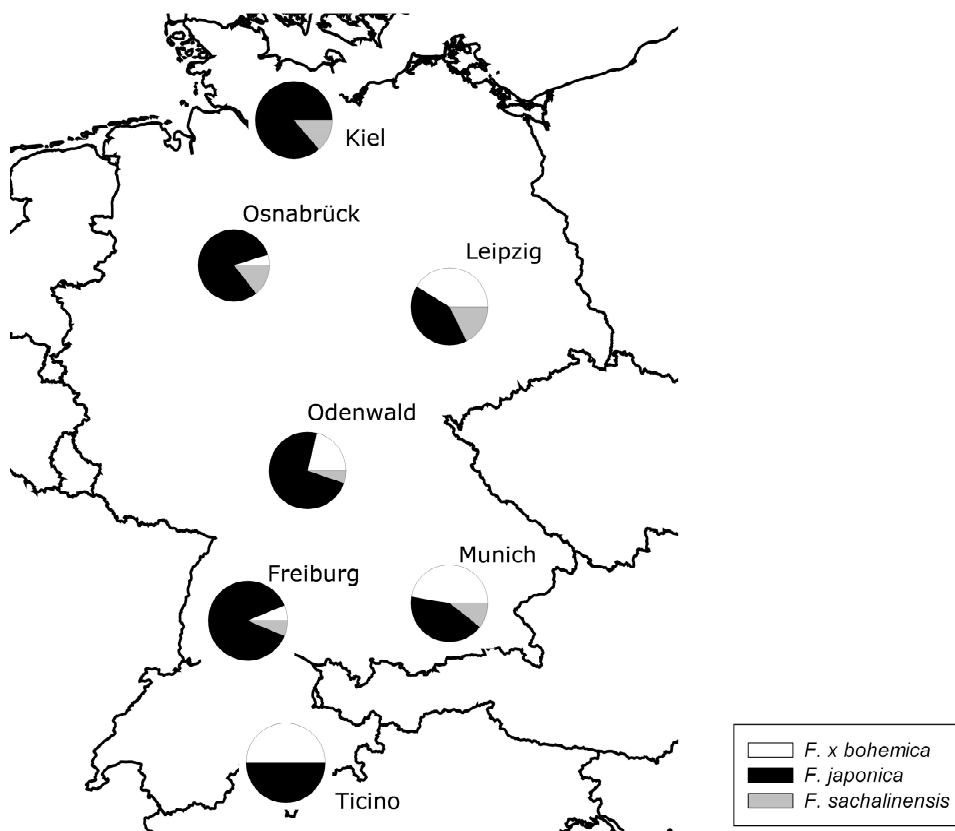 Kiel
Osnabrück
Leipzig
Odenwald
Munich
Freiburg
Ticino
F. x bohemica
F. japonica
F. sachalinensis